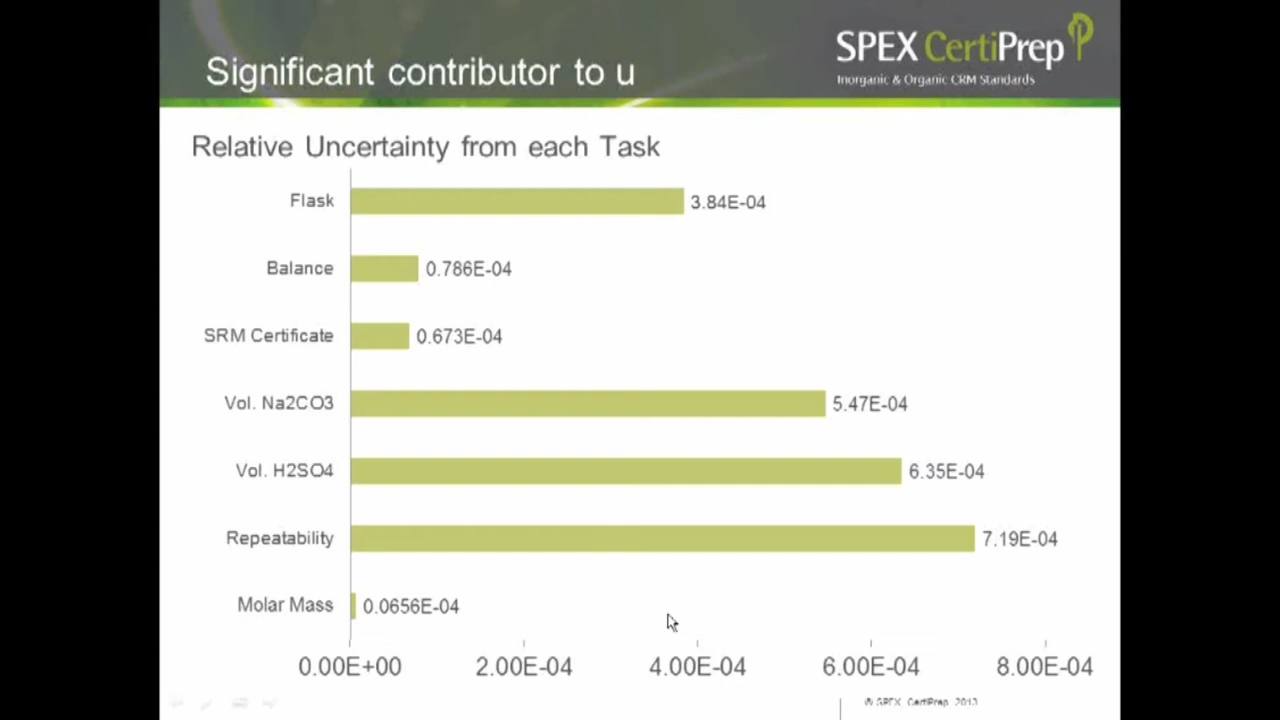 Significant contributor to u
SPEX CertiPrep
Inorganic & Organic CRM Standards
Relative Uncertainty from each Task
Flask 3.84E-04
Balance 0.786E-04
SRM Certificate 0.673E-04
Vol. Na2CO3 5.47E-04
Vol. H2SO4 6.35E-04
Repeatability 7.19E-04
Molar Mass 0.0656E-04
0.00E+00 2.00E-04 4.00E-04 6.00E-04 8.00E-04
© SPEX CertiPrep 2013